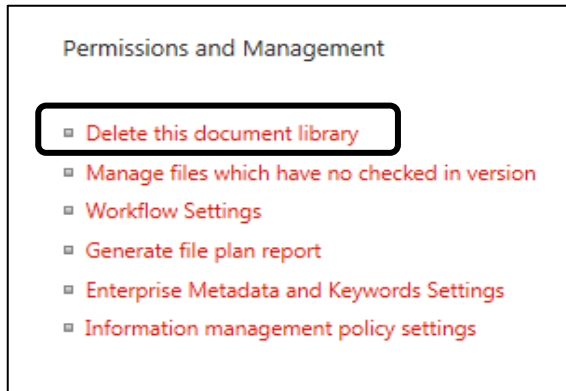 Permissions and Management
Delete this document library
Manage files which have no checked in version
Workflow Settings
Generate file plan report
Enterprise Metadata and Keywords Settings
Information management policy settings